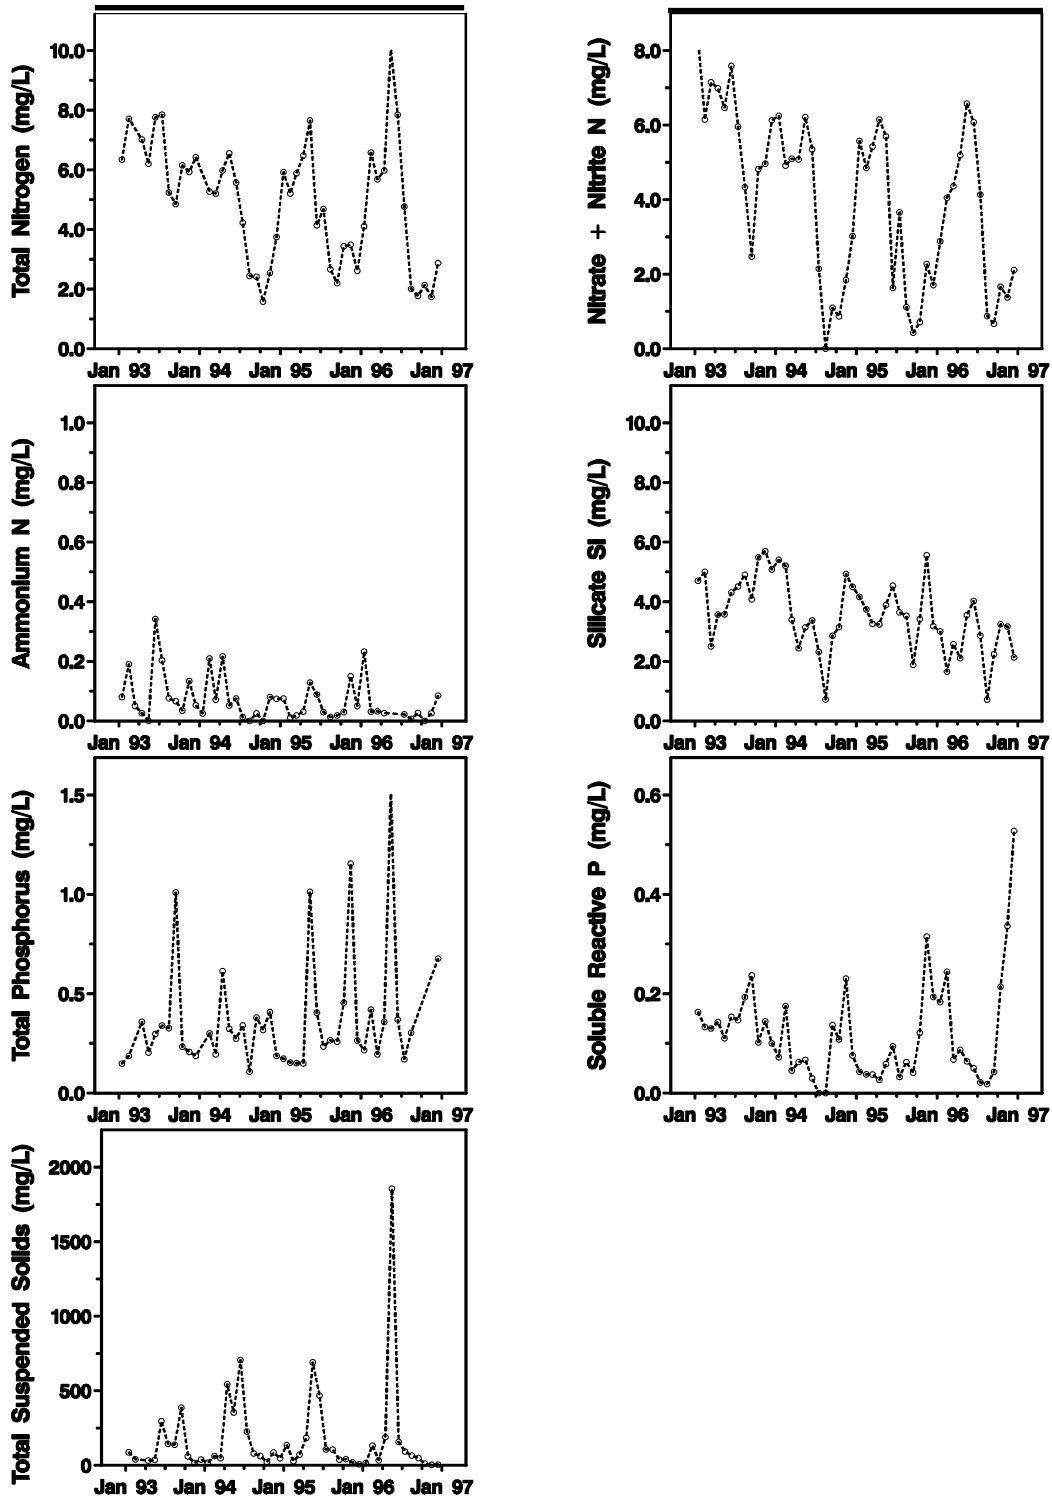 Total Nitrogen (mg/L)
10.0
8.0
6.0
4.0
2.0
0.0
Jan 93 Jan 94 Jan 95 Jan 96 Jan 97
Nitrate + Nitrite N (mg/L)
8.0
6.0
4.0
2.0
0.0
Jan 93 Jan 94 Jan 95 Jan 96 Jan 97
Ammonium N (mg/L)
1.0
0.8
0.6
0.4
0.2
0.0
Jan 93 Jan 94 Jan 95 Jan 96 Jan 97
Silicate Si (mg/L)
10.0
8.0
6.0
4.0
2.0
0.0
Jan 93 Jan 94 Jan 95 Jan 96 Jan 97
Total Phosphorus (mg/L)
1.5
1.0
0.5
0.0
Jan 93 Jan 94 Jan 95 Jan 96 Jan 97
Soluble Reactive P (mg/L)
0.6
0.4
0.2
0.0
Jan 93 Jan 94 Jan 95 Jan 96 Jan 97
Total Suspended Solids (mg/L)
2000
1500
1000
500
0
Jan 93 Jan 94 Jan 95 Jan 96 Jan 97